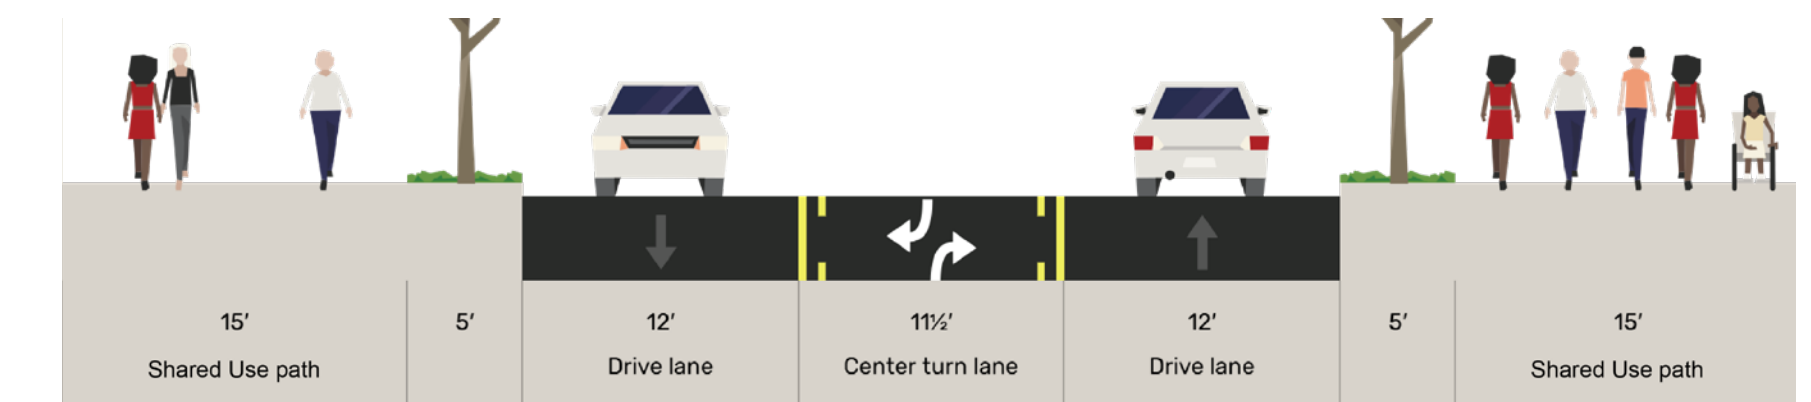 15′ 5′ 12′ 11½′ 12′ 5′ 15′
Shared Use path Drive lane Center turn lane Drive lane Shared Use path